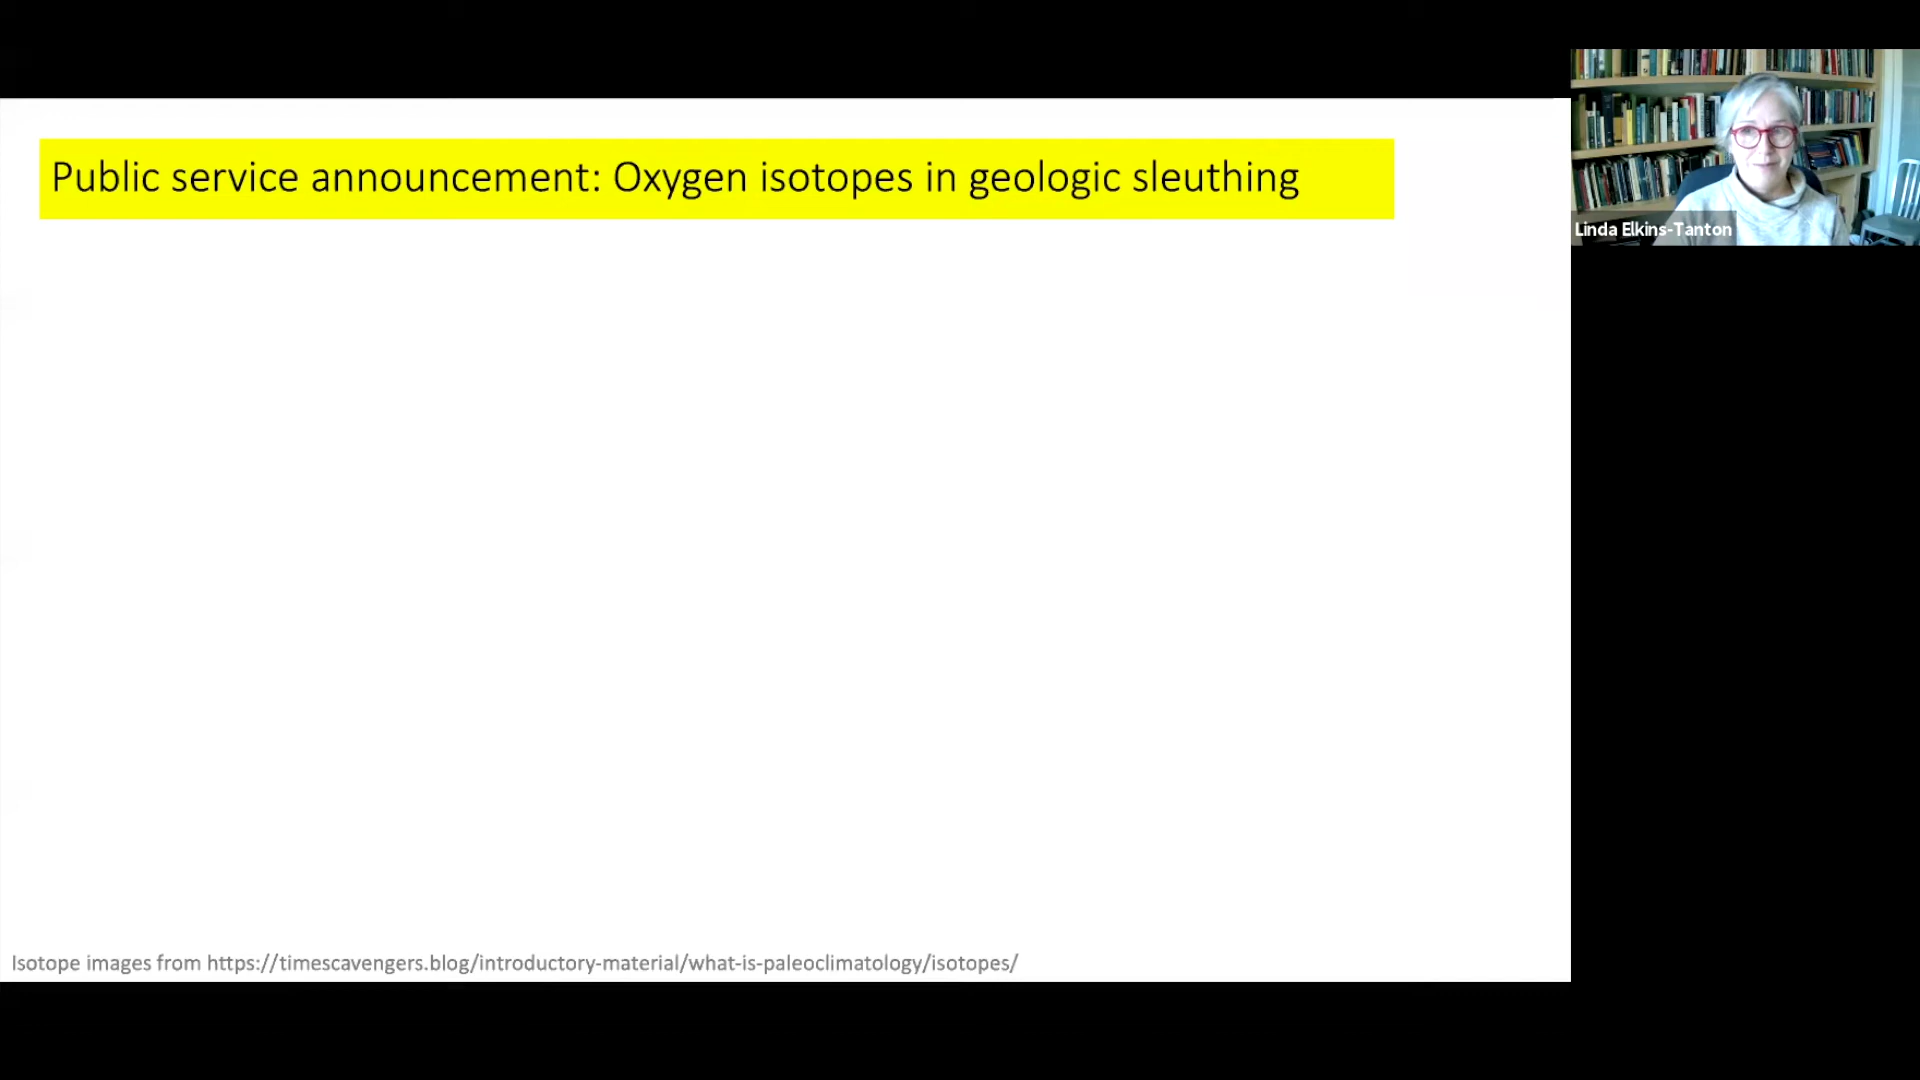 Public service announcement: Oxygen isotopes in geologic sleuthing
Linda Elkins-Tanton
Isotope images from https://timescavengers.blog/introductory-material/what-is-paleoclimatology/isotopes/